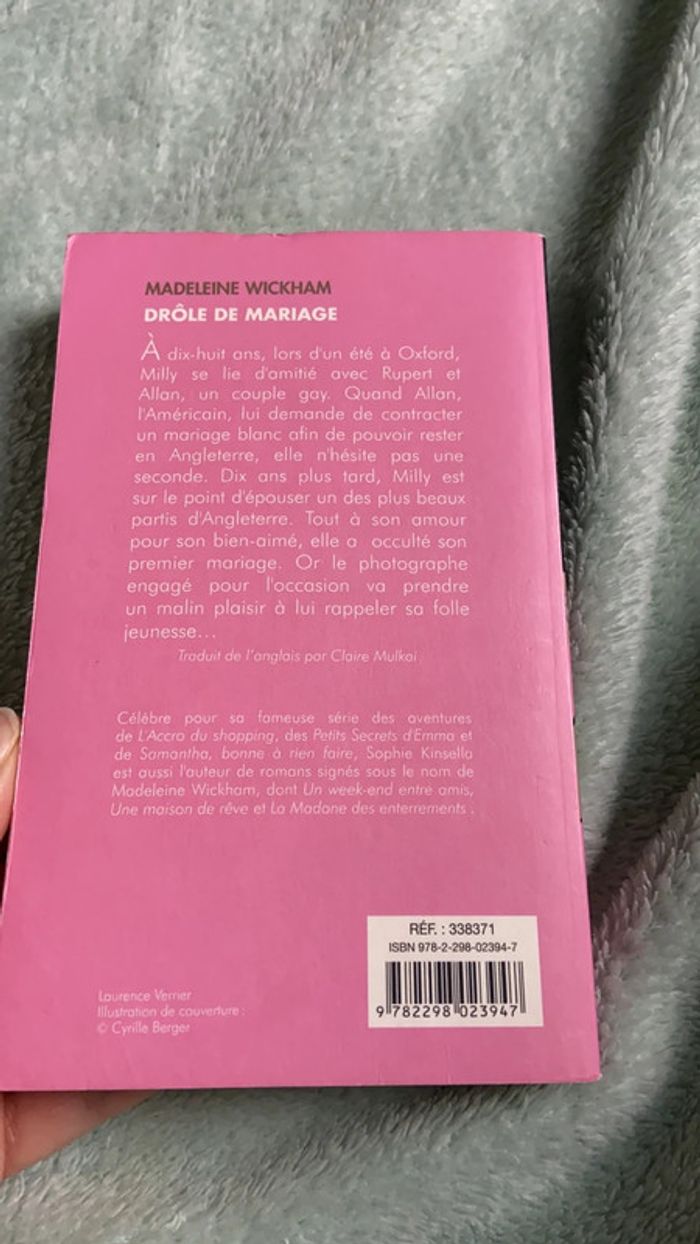 MADELEINE WICKHAM
DRÔLE DE MARIAGE
À dix-huit ans, lors d'un été à Oxford,
Milly se lie d'amitié avec Rupert et
Allan, un couple gay. Quand Allan,
l'Américain, lui demande de contracter
un mariage blanc afin de pouvoir rester
en Angleterre, elle n'hésite pas une
seconde. Dix ans plus tard, Milly est
sur le point d'épouser un des plus beaux
partis d'Angleterre. Tout à son amour
pour son bien-aimé, elle a occulté son
premier mariage. Or le photographe
engagé pour l'occasion va prendre
un malin plaisir à lui rappeler sa folle
jeunesse...
Traduit de l'anglais par Claire Mulkai
Célèbre pour sa fameuse série des aventures
de L'Accro du shopping, des Petits Secrets d'Emma et
de Samantha, bonne à rien faire, Sophie Kinsella
est aussi l'auteur de romans signés sous le nom de
Madeleine Wickham, dont Un week-end entre amis,
Une maison de rêve et La Madone des enterrements.
RÉF. : 338371
ISBN 978-2-298-02394-7
9 782298 023947
Laurence Verrier
Illustration de couverture :
© Cyrille Berger